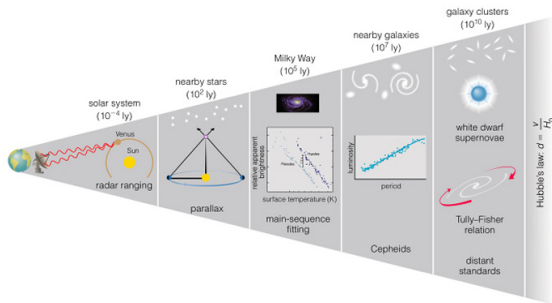 solar system
(10⁻⁴ ly)
Venus
Sun
radar ranging
nearby stars
(10² ly)
parallax
Milky Way
(10⁵ ly)
relative apparent
brightness
Pleiades
Hyades
surface temperature (K)
main-sequence
fitting
nearby galaxies
(10⁷ ly)
luminosity
period
Cepheids
galaxy clusters
(10¹⁰ ly)
white dwarf
supernovae
Tully–Fisher
relation
distant
standards
Hubble's law: d = v/H₀